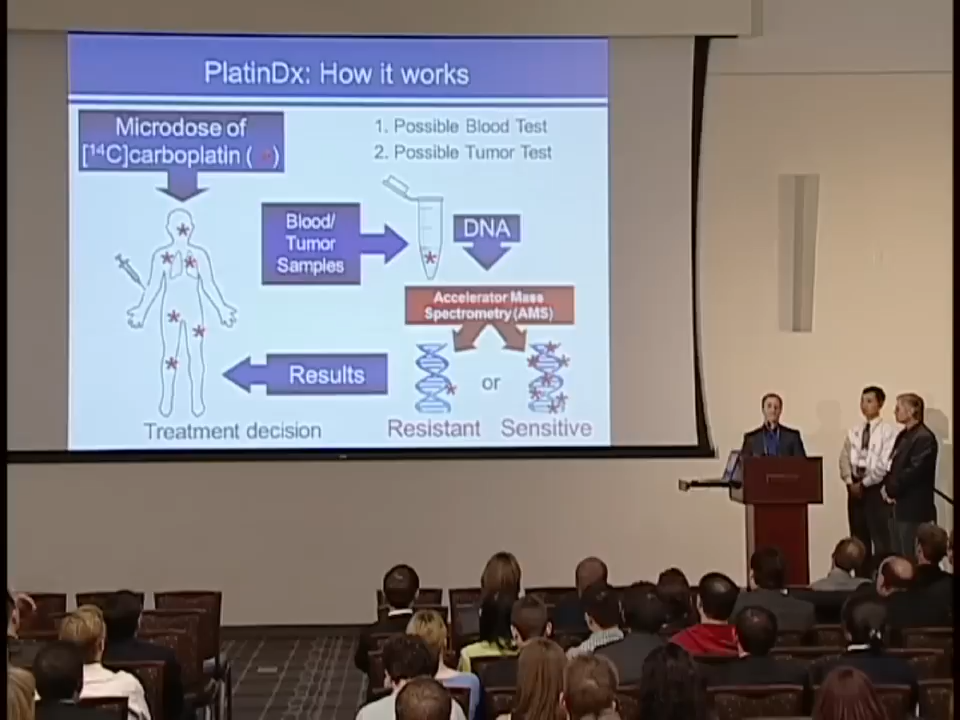 PlatinDx: How it works
Microdose of
[¹⁴C]carboplatin ( * )
1. Possible Blood Test
2. Possible Tumor Test
Blood/
Tumor
Samples
DNA
Accelerator Mass
Spectrometry (AMS)
Results
or
Treatment decision
Resistant
Sensitive